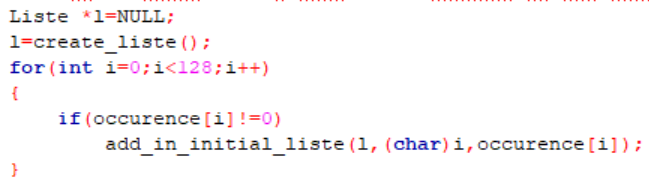 Liste *l=NULL;
l=create_liste();
for(int i=0;i<128;i++)
{
    if(occurence[i]!=0)
        add_in_initial_liste(l,(char)i,occurence[i]);
}